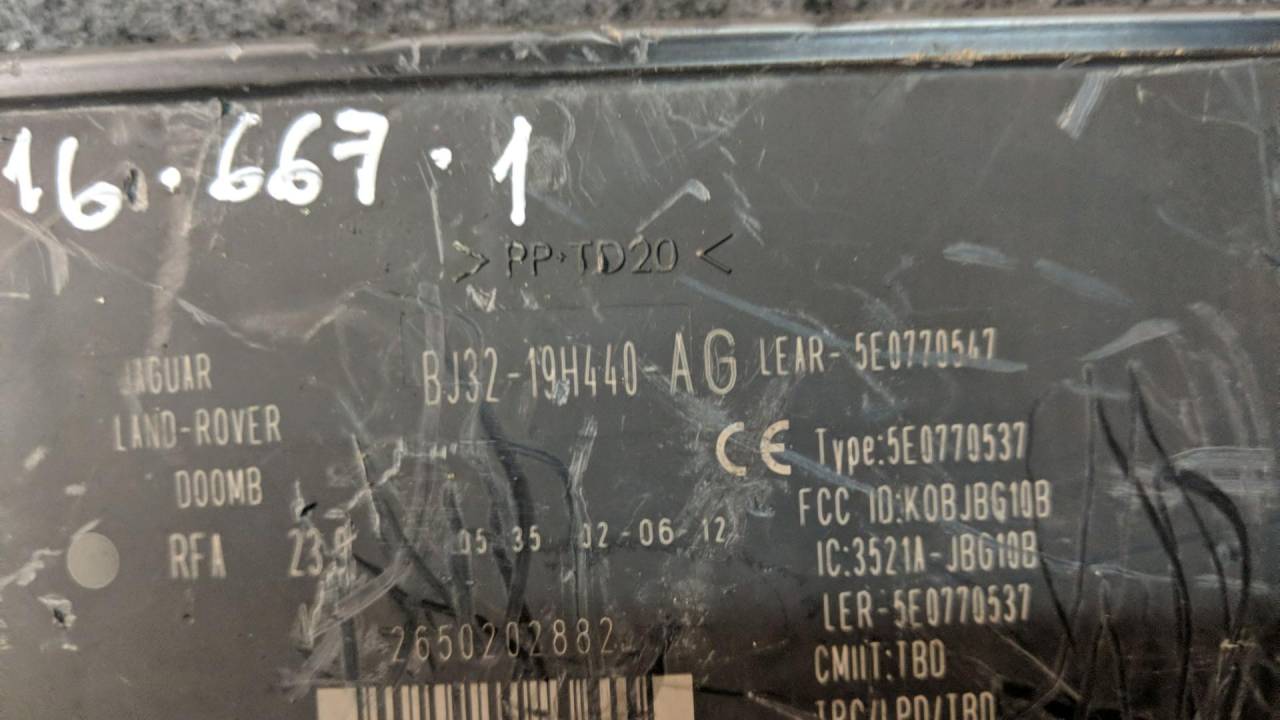 16.667.1
>PP-TD20<
JAGUAR
LAND-ROVER
DOOMB
RFA
BJ32-19H440-AG LEAR-5E0770547
CE Type:5E0770537
FCC ID:KOBJBG10B
IC:3521A-JBG10B
LER-5E0770537
CMIIT:TBD
05 35 02-06-12
2650202882